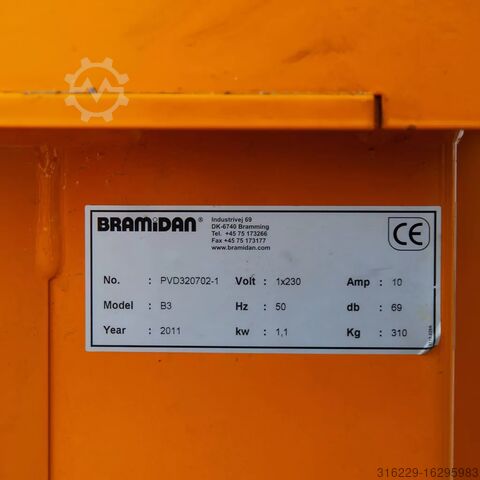 BRAMIDAN®
Industrivej 69
DK-6740 Bramming
Tel. +45 75 173266
Fax +45 75 173177
www.bramidan.com
CE
No. : PVD320702-1 Volt : 1x230 Amp : 10
Model : B3 Hz : 50 db : 69
Year : 2011 kw : 1,1 Kg : 310
316229-16295983